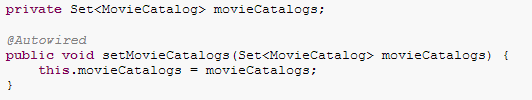 private Set<MovieCatalog> movieCatalogs;
@Autowired
public void setMovieCatalogs(Set<MovieCatalog> movieCatalogs) {
    this.movieCatalogs = movieCatalogs;
}